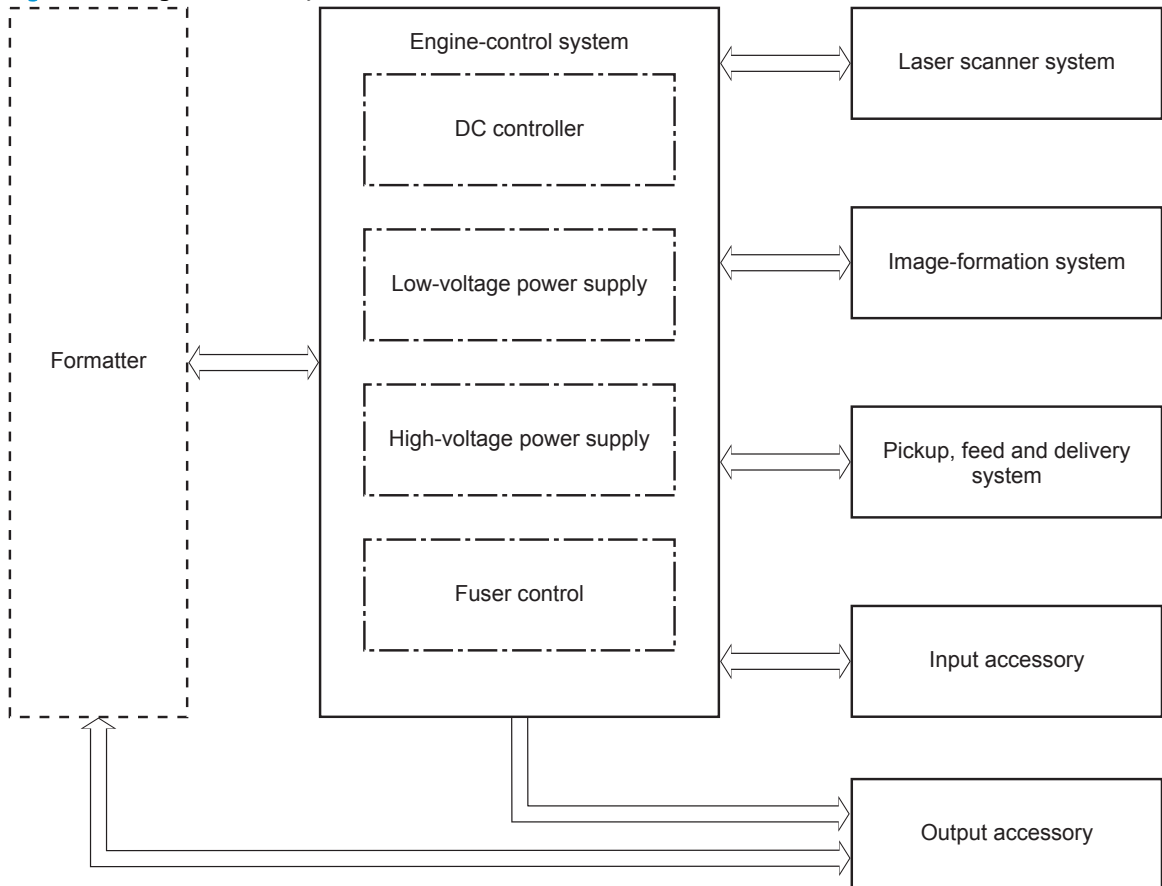 Engine-control system
Laser scanner system
DC controller
Image-formation system
Low-voltage power supply
Formatter
High-voltage power supply
Pickup, feed and delivery
system
Fuser control
Input accessory
Output accessory